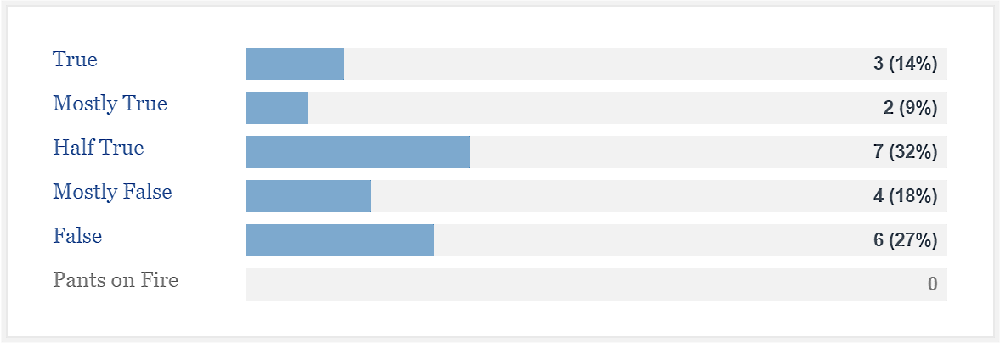 True 3 (14%)
Mostly True 2 (9%)
Half True 7 (32%)
Mostly False 4 (18%)
False 6 (27%)
Pants on Fire 0